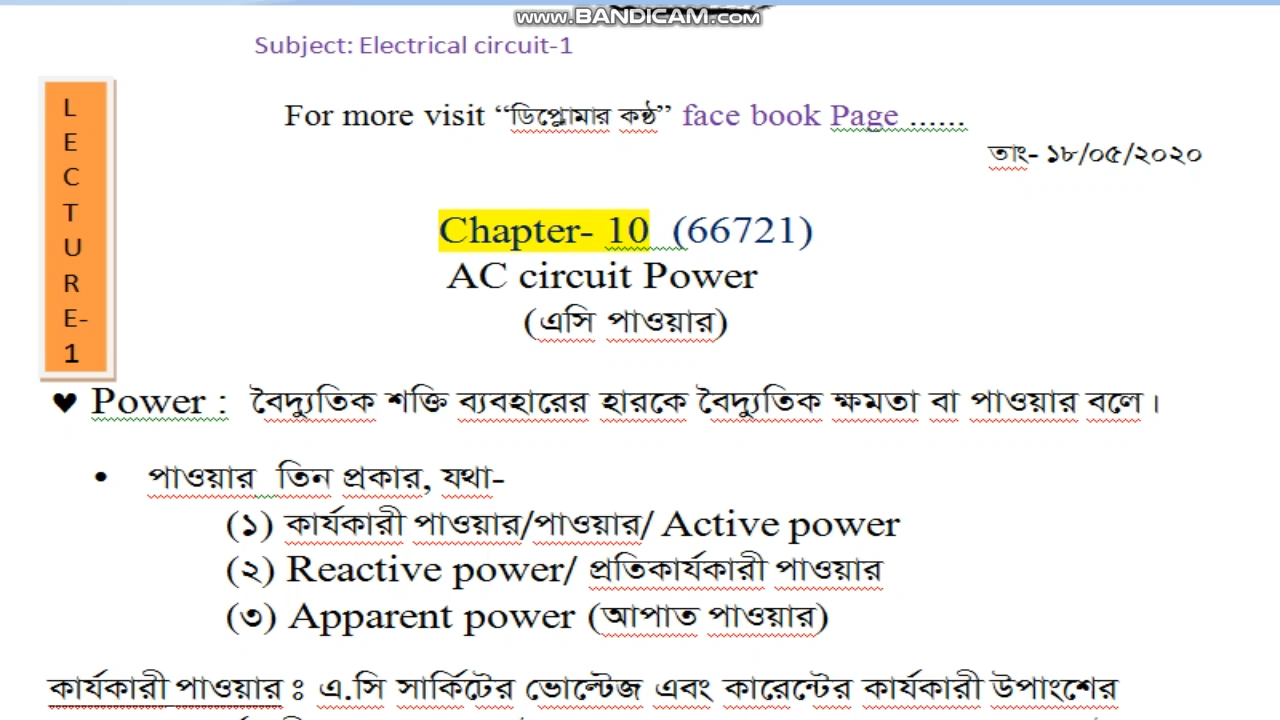 www.BANDICAM.com
Subject: Electrical circuit-1
For more visit “ডিপ্লোমার কন্ঠ” face book Page ......
তাং- ১৮/০৫/২০২০
LECTURE-1
Chapter- 10 (66721)
AC circuit Power
(এসি পাওয়ার)
♥ Power : বৈদ্যুতিক শক্তি ব্যবহারের হারকে বৈদ্যুতিক ক্ষমতা বা পাওয়ার বলে।
• পাওয়ার তিন প্রকার, যথা-
(১) কার্যকারী পাওয়ার/পাওয়ার/ Active power
(২) Reactive power/ প্রতিকার্যকারী পাওয়ার
(৩) Apparent power (আপাত পাওয়ার)
কার্যকারী পাওয়ার ঃ এ.সি সার্কিটের ভোল্টেজ এবং কারেন্টের কার্যকারী উপাংশের